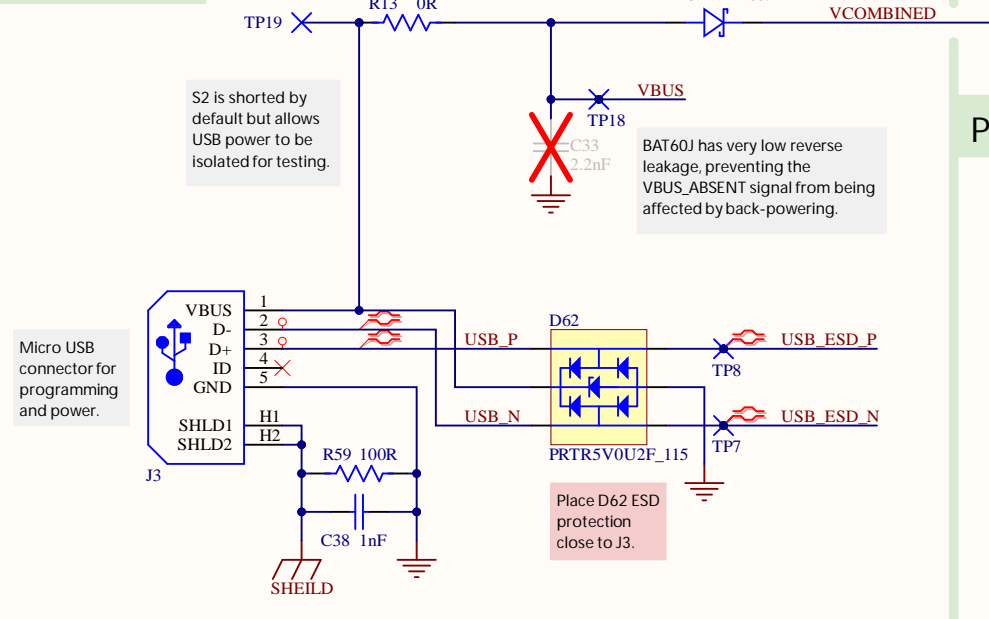 R13 0R
TP19
VCOMBINED
S2 is shorted by
default but allows
USB power to be
isolated for testing.
VBUS
TP18
C33
2.2nF
BAT60J has very low reverse
leakage, preventing the
VBUS_ABSENT signal from being
affected by back-powering.
P
Micro USB
connector for
programming
and power.
VBUS 1
D- 2
D+ 3
ID 4
GND 5
SHLD1 H1
SHLD2 H2
J3
R59 100R
C38 1nF
SHEILD
USB_P
USB_N
D62
PRTR5V0U2F_115
USB_ESD_P
TP8
USB_ESD_N
TP7
Place D62 ESD
protection
close to J3.